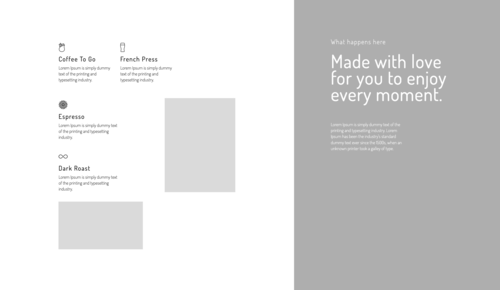 Coffee To Go
Lorem Ipsum is simply dummy
text of the printing and
typesetting industry.
French Press
Lorem Ipsum is simply dummy
text of the printing and
typesetting industry.
Espresso
Lorem Ipsum is simply dummy text
of the printing and typesetting
industry.
Dark Roast
Lorem Ipsum is simply dummy text
of the printing and typesetting
industry.
What happens here
Made with love
for you to enjoy
every moment.
Lorem Ipsum is simply dummy text of the
printing and typesetting industry. Lorem
Ipsum has been the industry's standard
dummy text ever since the 1500s, when an
unknown printer took a galley of type